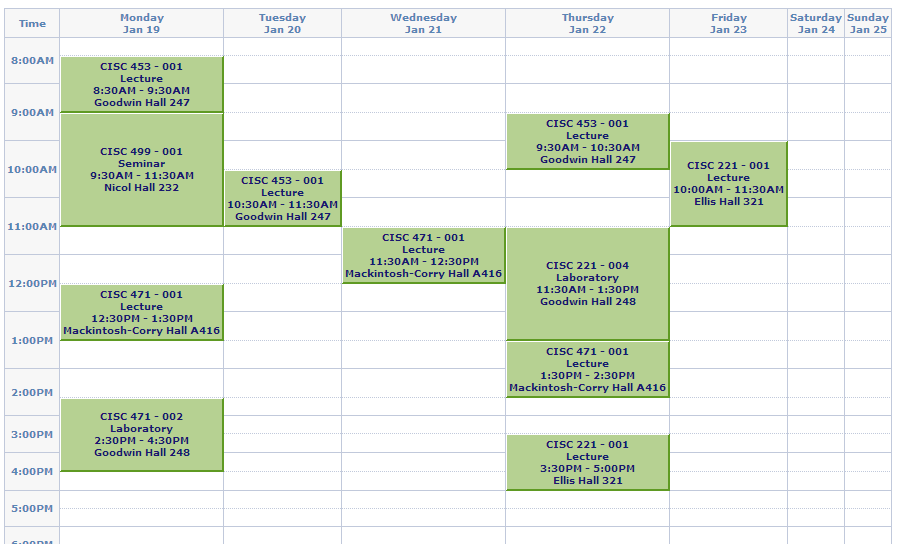 Time
Monday
Jan 19
Tuesday
Jan 20
Wednesday
Jan 21
Thursday
Jan 22
Friday
Jan 23
Saturday
Jan 24
Sunday
Jan 25
8:00AM
CISC 453 - 001
Lecture
8:30AM - 9:30AM
Goodwin Hall 247
9:00AM
CISC 499 - 001
Seminar
9:30AM - 11:30AM
Nicol Hall 232
CISC 453 - 001
Lecture
9:30AM - 10:30AM
Goodwin Hall 247
CISC 221 - 001
Lecture
10:00AM - 11:30AM
Ellis Hall 321
10:00AM
CISC 453 - 001
Lecture
10:30AM - 11:30AM
Goodwin Hall 247
11:00AM
CISC 471 - 001
Lecture
11:30AM - 12:30PM
Mackintosh-Corry Hall A416
CISC 221 - 004
Laboratory
11:30AM - 1:30PM
Goodwin Hall 248
12:00PM
CISC 471 - 001
Lecture
12:30PM - 1:30PM
Mackintosh-Corry Hall A416
1:00PM
CISC 471 - 001
Lecture
1:30PM - 2:30PM
Mackintosh-Corry Hall A416
2:00PM
CISC 471 - 002
Laboratory
2:30PM - 4:30PM
Goodwin Hall 248
3:00PM
CISC 221 - 001
Lecture
3:30PM - 5:00PM
Ellis Hall 321
4:00PM
5:00PM
6:00PM